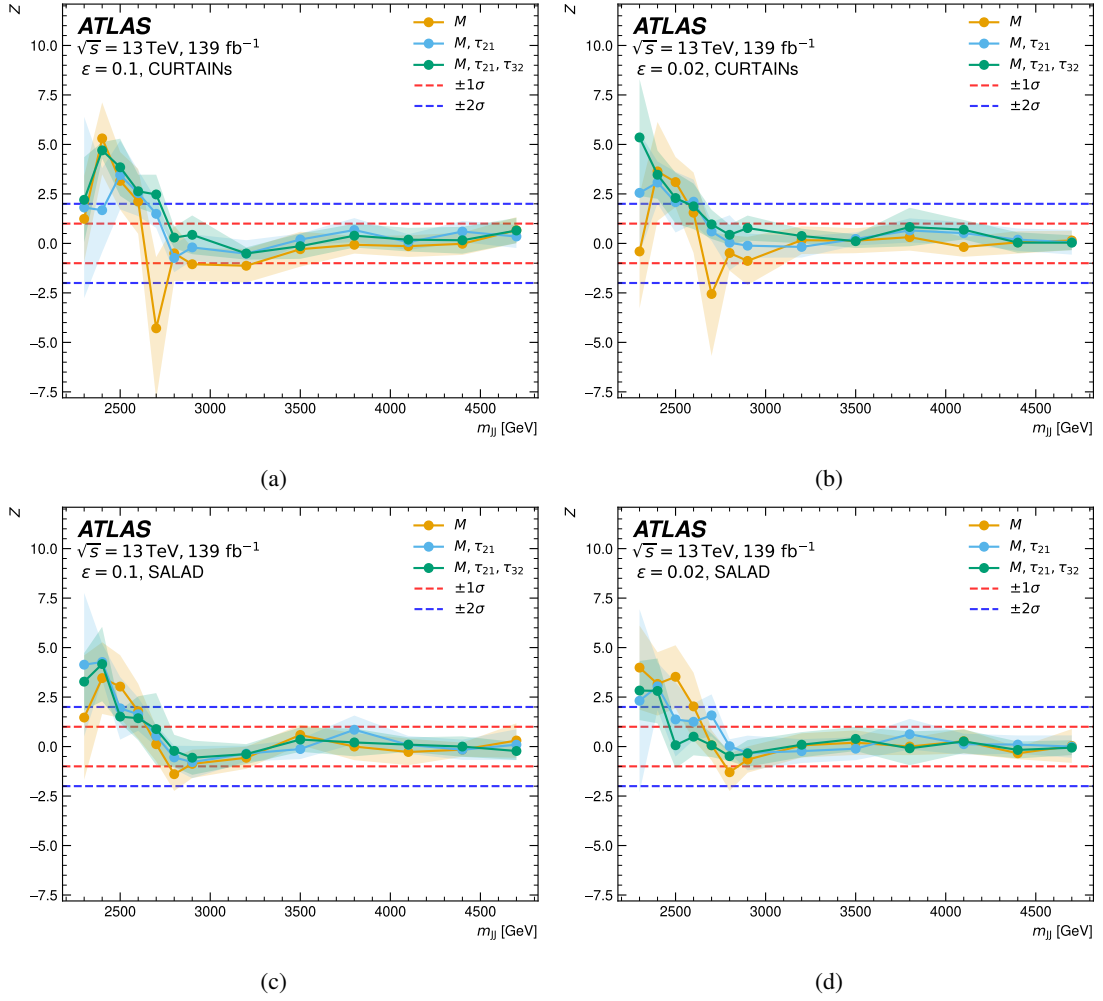 Z
ATLAS
√s = 13 TeV, 139 fb⁻¹
ε = 0.1, CURTAINs
M
M, τ₂₁
M, τ₂₁, τ₃₂
±1σ
±2σ
10.0
7.5
5.0
2.5
0.0
−2.5
−5.0
−7.5
2500 3000 3500 4000 4500
m_JJ [GeV]
(a)
Z
ATLAS
√s = 13 TeV, 139 fb⁻¹
ε = 0.02, CURTAINs
M
M, τ₂₁
M, τ₂₁, τ₃₂
±1σ
±2σ
10.0
7.5
5.0
2.5
0.0
−2.5
−5.0
−7.5
2500 3000 3500 4000 4500
m_JJ [GeV]
(b)
Z
ATLAS
√s = 13 TeV, 139 fb⁻¹
ε = 0.1, SALAD
M
M, τ₂₁
M, τ₂₁, τ₃₂
±1σ
±2σ
10.0
7.5
5.0
2.5
0.0
−2.5
−5.0
−7.5
2500 3000 3500 4000 4500
m_JJ [GeV]
(c)
Z
ATLAS
√s = 13 TeV, 139 fb⁻¹
ε = 0.02, SALAD
M
M, τ₂₁
M, τ₂₁, τ₃₂
±1σ
±2σ
10.0
7.5
5.0
2.5
0.0
−2.5
−5.0
−7.5
2500 3000 3500 4000 4500
m_JJ [GeV]
(d)